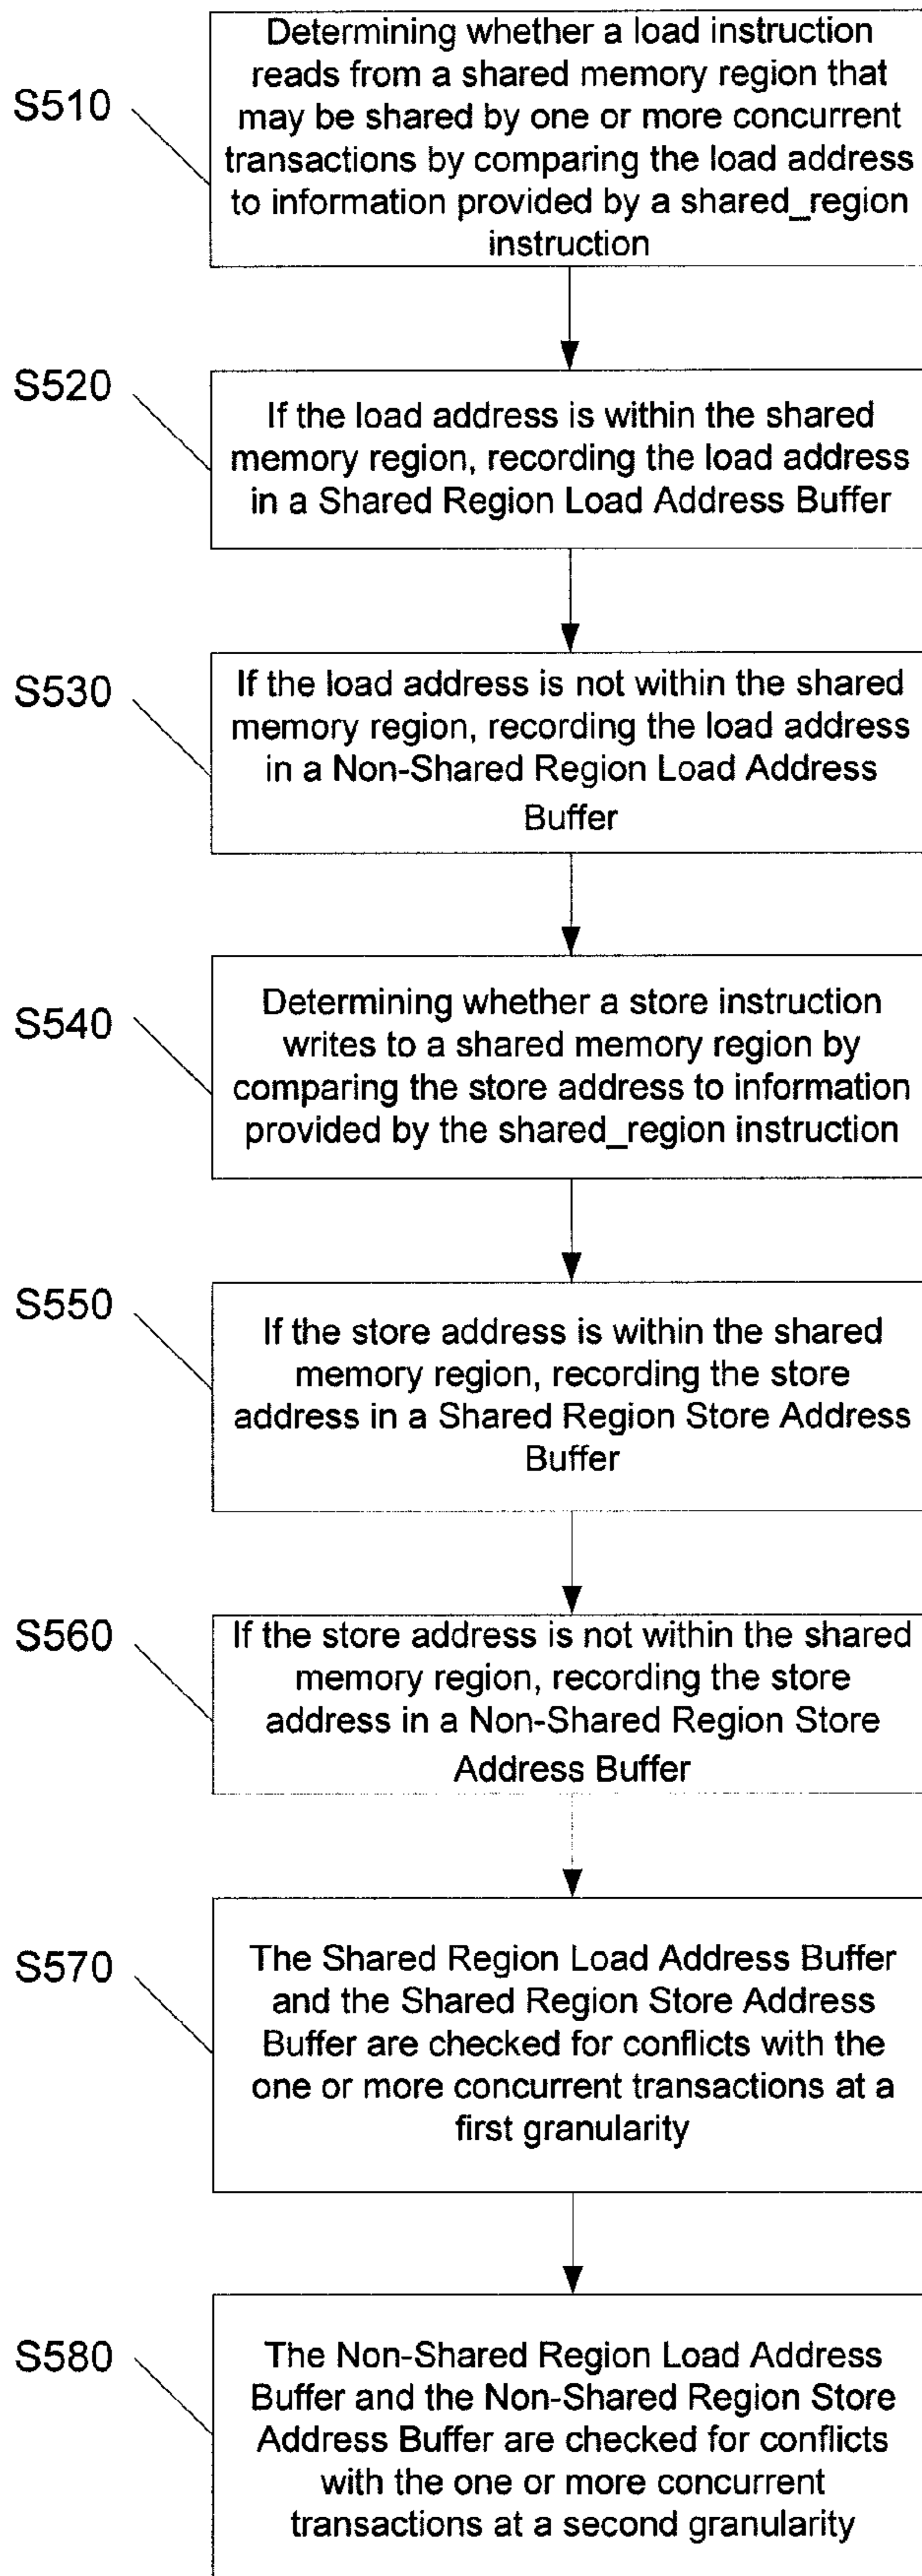 S510
Determining whether a load instruction
reads from a shared memory region that
may be shared by one or more concurrent
transactions by comparing the load address
to information provided by a shared_region
instruction
S520
If the load address is within the shared
memory region, recording the load address
in a Shared Region Load Address Buffer
S530
If the load address is not within the shared
memory region, recording the load address
in a Non-Shared Region Load Address
Buffer
S540
Determining whether a store instruction
writes to a shared memory region by
comparing the store address to information
provided by the shared_region instruction
S550
If the store address is within the shared
memory region, recording the store
address in a Shared Region Store Address
Buffer
S560
If the store address is not within the shared
memory region, recording the store
address in a Non-Shared Region Store
Address Buffer
S570
The Shared Region Load Address Buffer
and the Shared Region Store Address
Buffer are checked for conflicts with the
one or more concurrent transactions at a
first granularity
S580
The Non-Shared Region Load Address
Buffer and the Non-Shared Region Store
Address Buffer are checked for conflicts
with the one or more concurrent
transactions at a second granularity